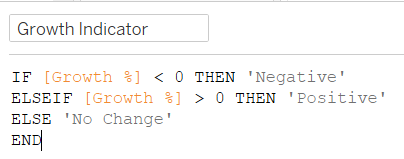 Growth Indicator
IF [Growth %] < 0 THEN 'Negative'
ELSEIF [Growth %] > 0 THEN 'Positive'
ELSE 'No Change'
END